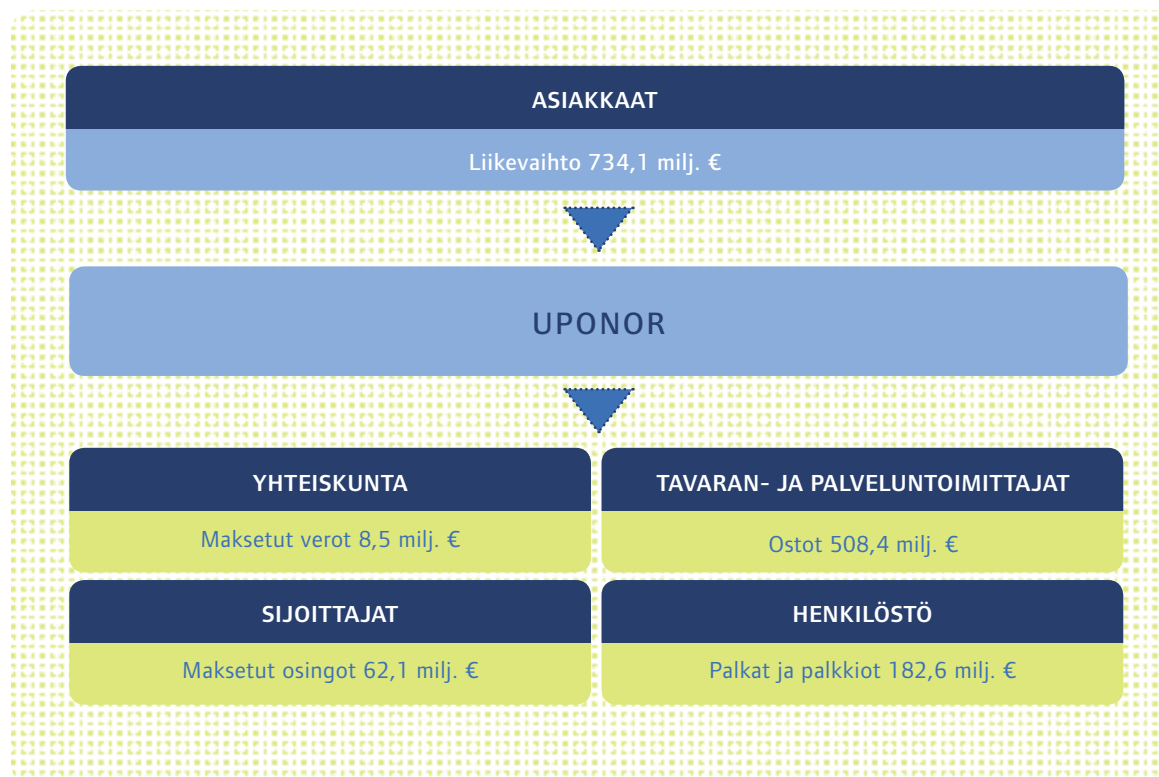 ASIAKKAAT
Liikevaihto 734,1 milj. €
UPONOR
YHTEISKUNTA
Maksetut verot 8,5 milj. €
TAVARAN- JA PALVELUNTOIMITTAJAT
Ostot 508,4 milj. €
SIJOITTAJAT
Maksetut osingot 62,1 milj. €
HENKILÖSTÖ
Palkat ja palkkiot 182,6 milj. €